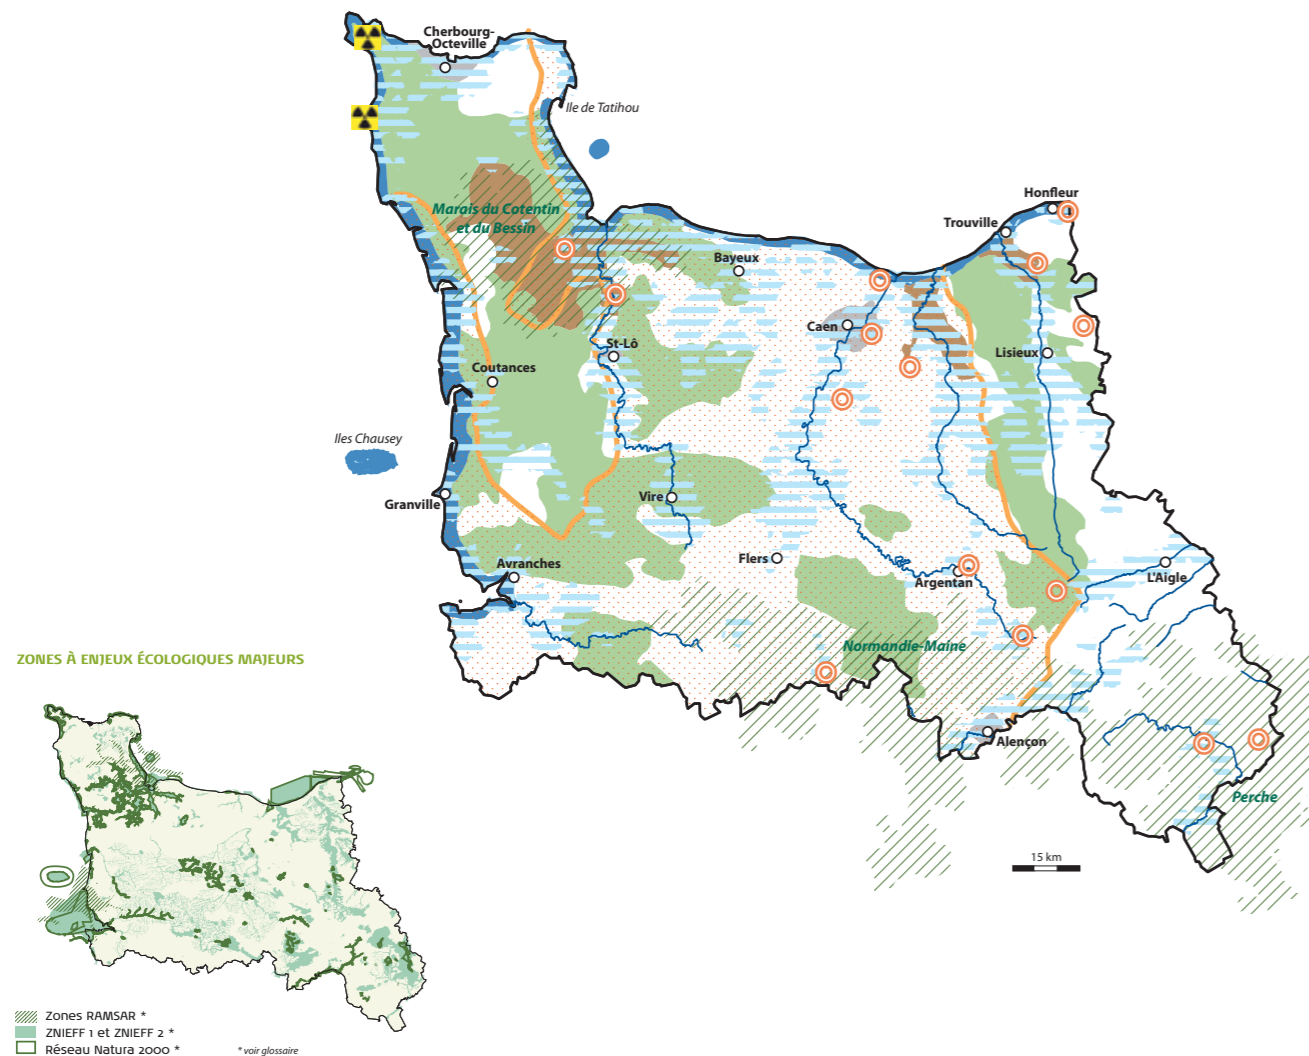 Cherbourg-
Octeville
Ile de Tatihou
Honfleur
Trouville
Marais du Cotentin
et du Bessin
Bayeux
Caen
St-Lô
Lisieux
Coutances
Iles Chausey
Granville
Vire
Flers
Avranches
Argentan
L'Aigle
Normandie-Maine
ZONES À ENJEUX ÉCOLOGIQUES MAJEURS
Alençon
Perche
15 km
Zones RAMSAR *
ZNIEFF 1 et ZNIEFF 2 *
Réseau Natura 2000 *
* voir glossaire